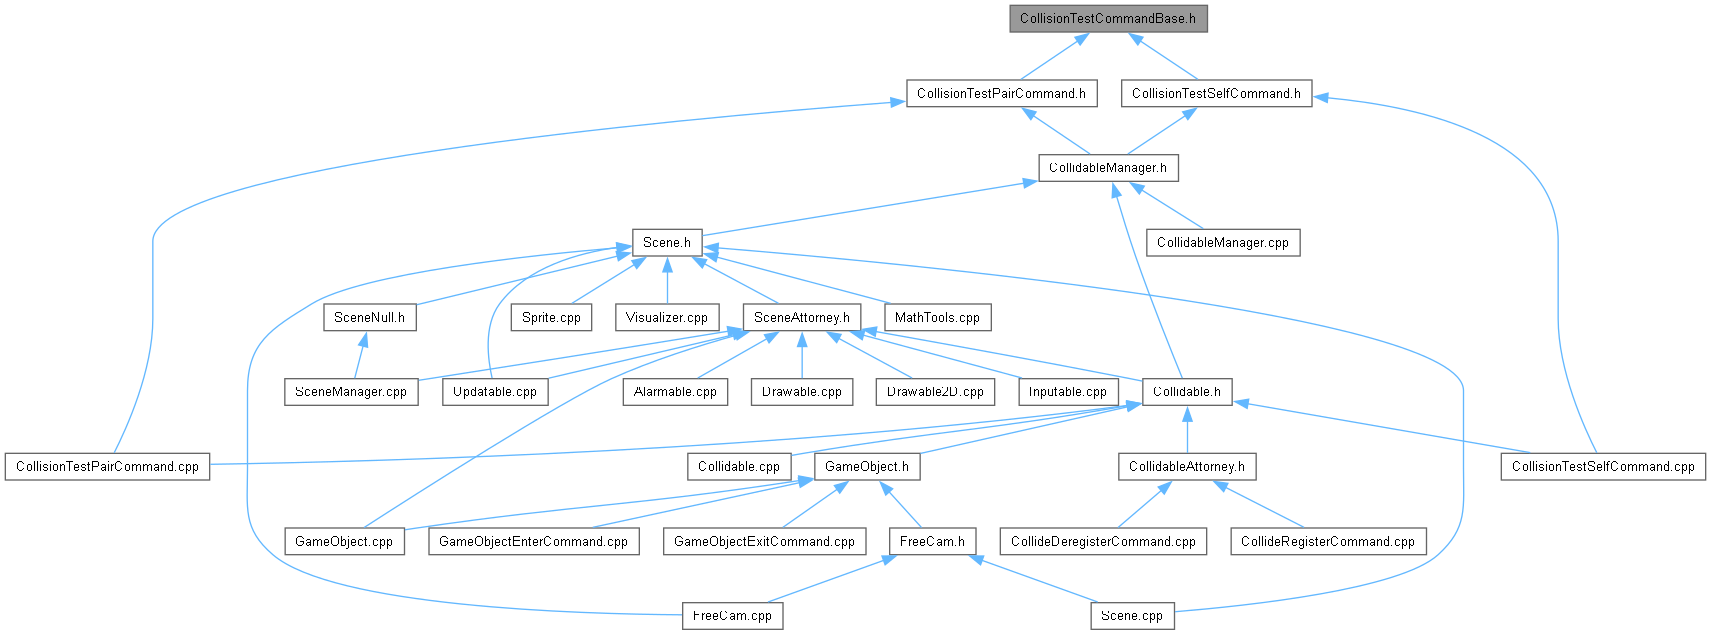 CollisionTestCommandBase.h
CollisionTestPairCommand.h
CollisionTestSelfCommand.h
CollidableManager.h
Scene.h
CollidableManager.cpp
SceneNull.h
Sprite.cpp
Visualizer.cpp
SceneAttorney.h
MathTools.cpp
SceneManager.cpp
Updatable.cpp
Alarmable.cpp
Drawable.cpp
Drawable2D.cpp
Inputable.cpp
Collidable.h
CollisionTestPairCommand.cpp
Collidable.cpp
GameObject.h
CollidableAttorney.h
CollisionTestSelfCommand.cpp
GameObject.cpp
GameObjectEnterCommand.cpp
GameObjectExitCommand.cpp
FreeCam.h
CollideDeregisterCommand.cpp
CollideRegisterCommand.cpp
FreeCam.cpp
Scene.cpp